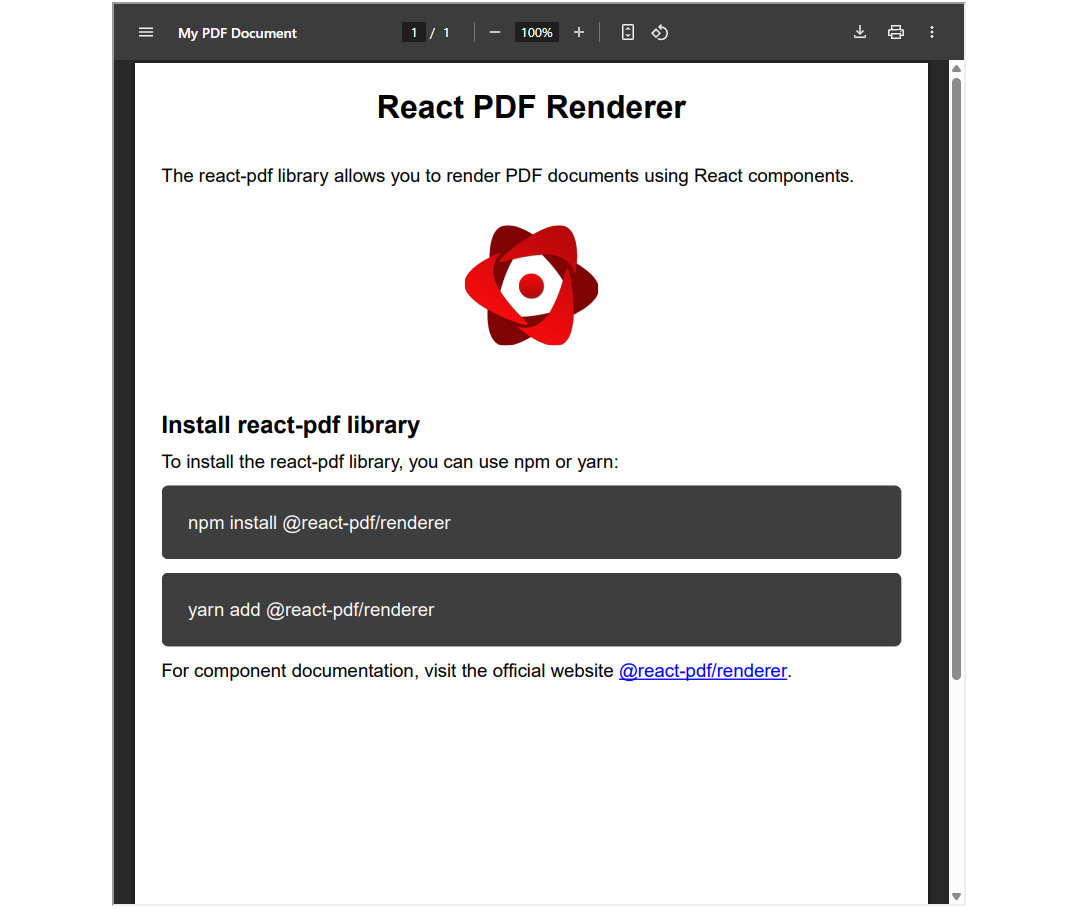 My PDF Document
1 / 1
100%
React PDF Renderer
The react-pdf library allows you to render PDF documents using React components.
Install react-pdf library
To install the react-pdf library, you can use npm or yarn:
npm install @react-pdf/renderer
yarn add @react-pdf/renderer
For component documentation, visit the official website @react-pdf/renderer.